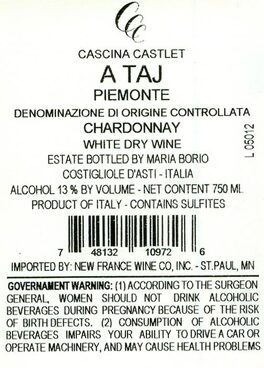 CCC
CASCINA CASTLET
A TAJ
PIEMONTE
DENOMINAZIONE DI ORIGINE CONTROLLATA
CHARDONNAY
WHITE DRY WINE
ESTATE BOTTLED BY MARIA BORIO
COSTIGLIOLE D'ASTI - ITALIA
ALCOHOL 13 % BY VOLUME - NET CONTENT 750 Ml.
PRODUCT OF ITALY - CONTAINS SULFITES
L 05012
7 48132 10972 6
IMPORTED BY: NEW FRANCE WINE CO, INC. - ST.PAUL, MN
GOVERNAMENT WARNING: (1) ACCORDING TO THE SURGEON
GENERAL, WOMEN SHOULD NOT DRINK ALCOHOLIC
BEVERAGES DURING PREGNANCY BECAUSE OF THE RISK
OF BIRTH DEFECTS. (2) CONSUMPTION OF ALCOHOLIC
BEVERAGES IMPAIRS YOUR ABILITY TO DRIVE A CAR OR
OPERATE MACHINERY, AND MAY CAUSE HEALTH PROBLEMS